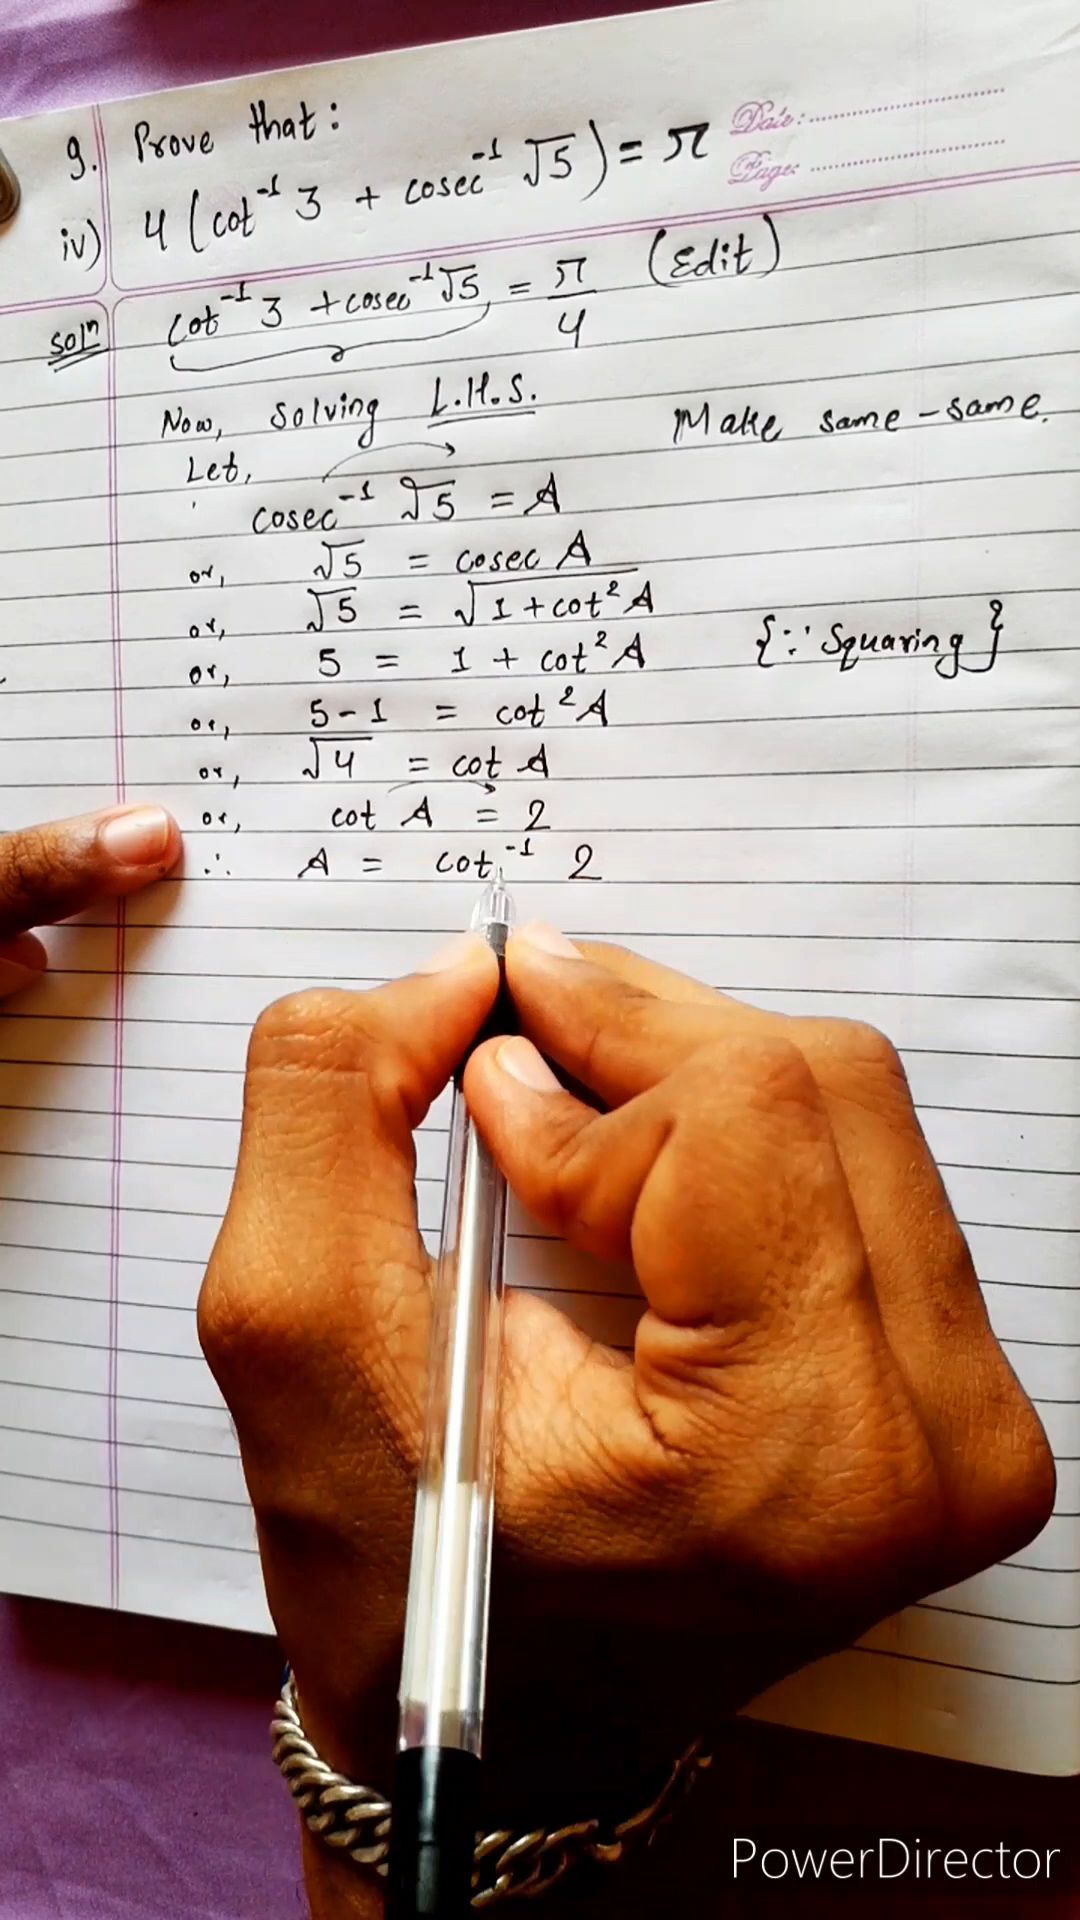 9. Prove that:
Date:
Page:
iv) 4 (cot⁻¹ 3 + cosec⁻¹ √5) = π
solⁿ cot⁻¹ 3 + cosec⁻¹ √5 = π/4 (Edit)
Now, Solving L.H.S.
Make same-same.
Let,
cosec⁻¹ √5 = A
or, √5 = cosec A
or, √5 = √1 + cot² A
or, 5 = 1 + cot² A {∵ Squaring}
or, 5 - 1 = cot² A
or, √4 = cot A
or, cot A = 2
∴ A = cot⁻¹ 2
PowerDirector